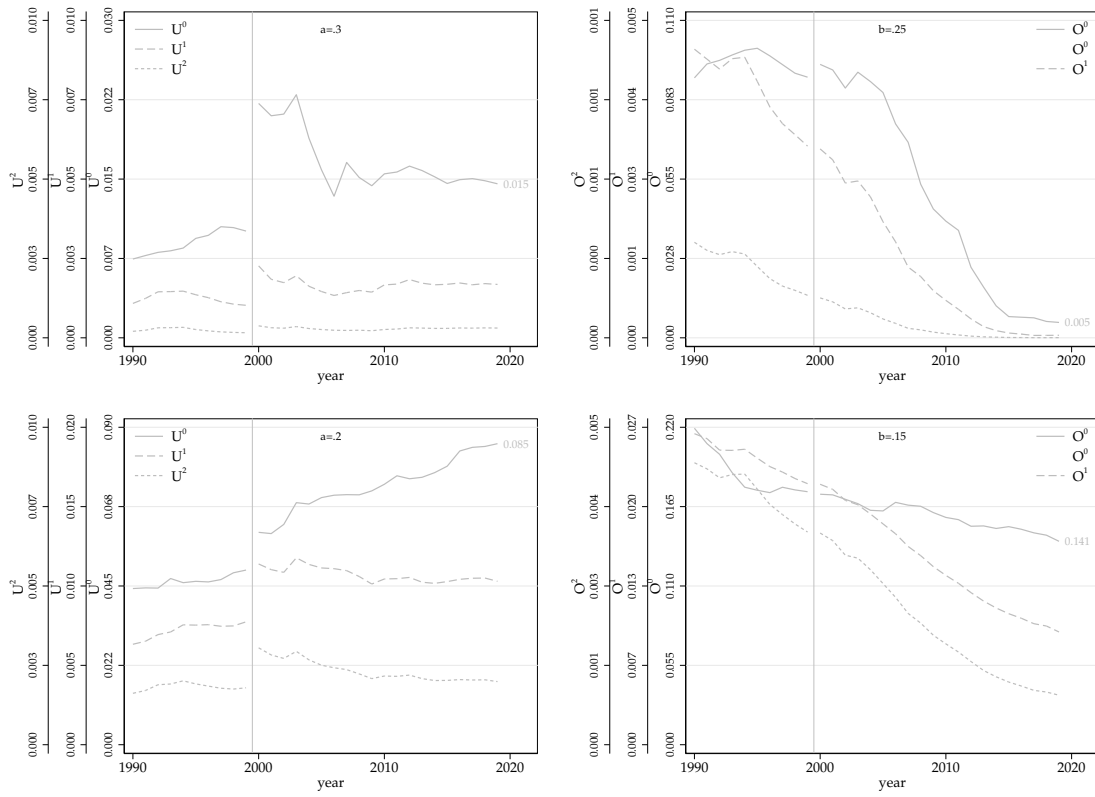 U²
0.000
0.003
0.005
0.007
0.010
U¹
0.000
0.003
0.005
0.007
0.010
U⁰
0.000
0.007
0.015
0.022
0.030
U⁰
U¹
U²
a=.3
0.015
1990 2000 2010 2020
year
O²
0.000
0.000
0.001
0.001
0.001
O¹
0.000
0.001
0.003
0.004
0.005
O⁰
0.000
0.028
0.055
0.083
0.110
b=.25
O⁰
O⁰
O¹
0.005
1990 2000 2010 2020
year
U²
0.000
0.003
0.005
0.007
0.010
U¹
0.000
0.005
0.010
0.015
0.020
U⁰
0.000
0.022
0.045
0.068
0.090
U⁰
U¹
U²
a=.2
0.085
1990 2000 2010 2020
year
O²
0.000
0.001
0.003
0.004
0.005
O¹
0.000
0.007
0.013
0.020
0.027
O⁰
0.000
0.055
0.110
0.165
0.220
b=.15
O⁰
O⁰
O¹
0.141
1990 2000 2010 2020
year